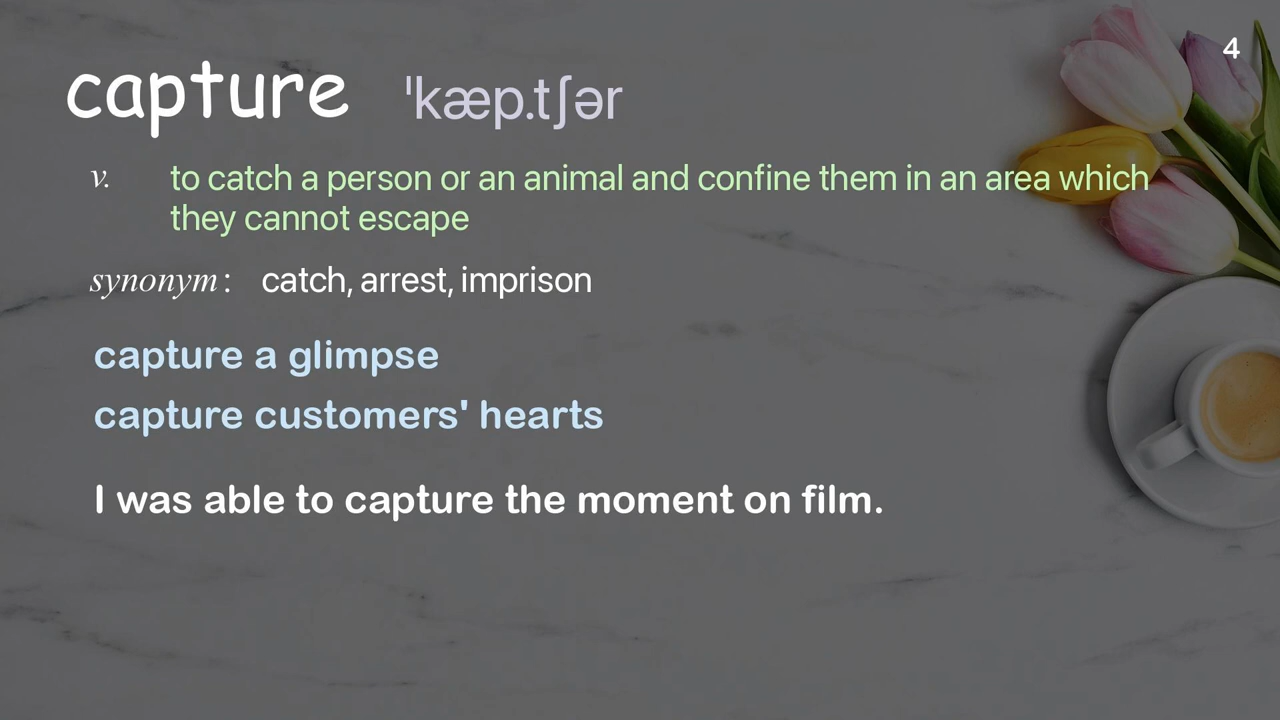 4
capture ˈkæp.tʃər
v. to catch a person or an animal and confine them in an area which
they cannot escape
synonym: catch, arrest, imprison
capture a glimpse
capture customers' hearts
I was able to capture the moment on film.